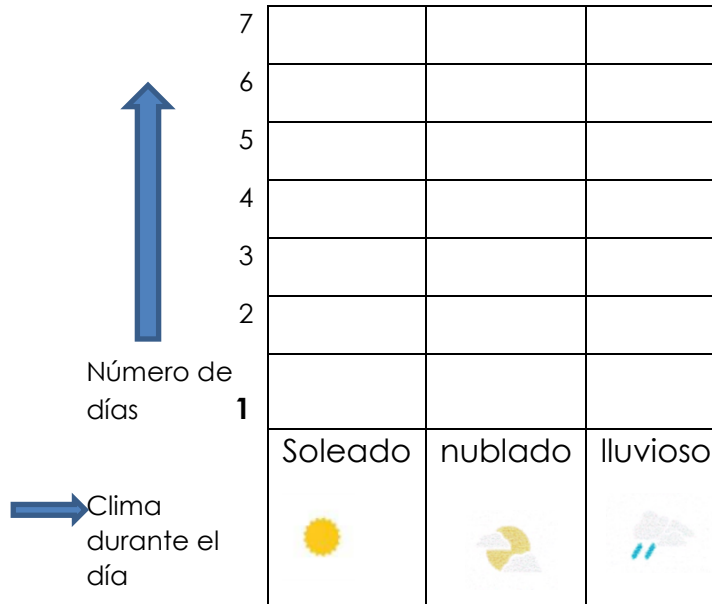 7
6
5
4
3
2
Número de
días 1
Soleado nublado lluvioso
Clima
durante el
día